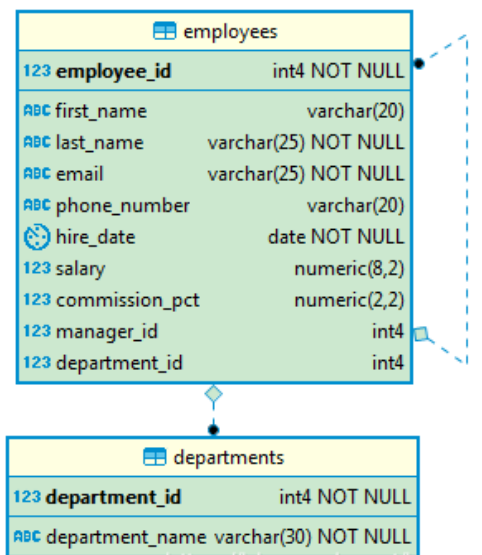 employees
123 employee_id int4 NOT NULL
ABC first_name varchar(20)
ABC last_name varchar(25) NOT NULL
ABC email varchar(25) NOT NULL
ABC phone_number varchar(20)
hire_date date NOT NULL
123 salary numeric(8,2)
123 commission_pct numeric(2,2)
123 manager_id int4
123 department_id int4
departments
123 department_id int4 NOT NULL
ABC department_name varchar(30) NOT NULL